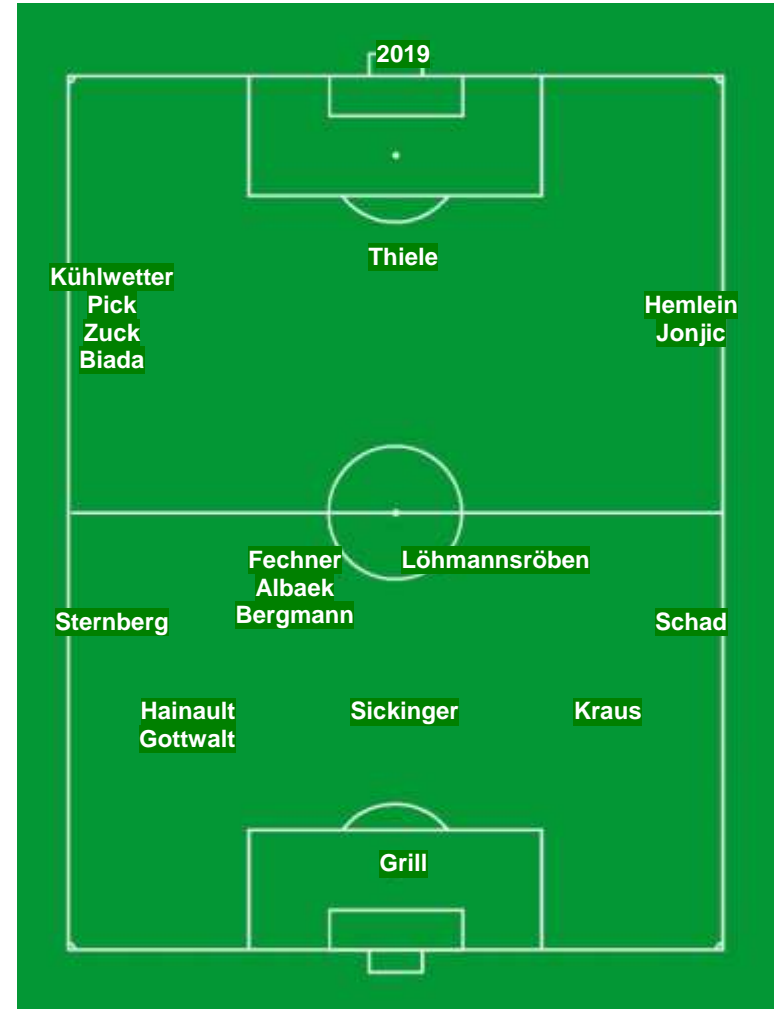 2019
Thiele
Kühlwetter
Pick
Zuck
Biada
Hemlein
Jonjic
Fechner
Albaek
Bergmann
Löhmannsröben
Sternberg
Schad
Hainault
Gottwalt
Sickinger
Kraus
Grill